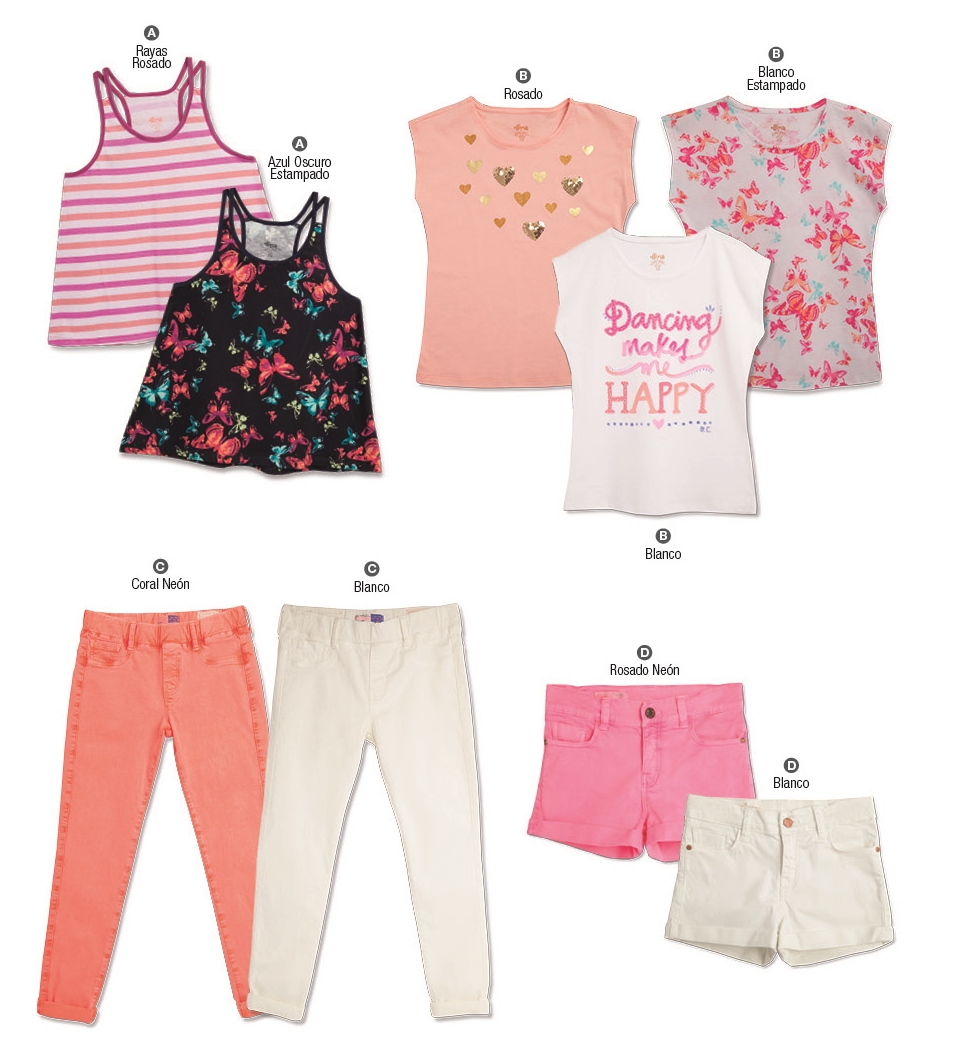 A
Rayas
Rosado
A
Azul Oscuro
Estampado
B
Rosado
B
Blanco
Estampado
Dancing
makes
me
HAPPY
B.C.
B
Blanco
C
Coral Neón
C
Blanco
D
Rosado Neón
D
Blanco